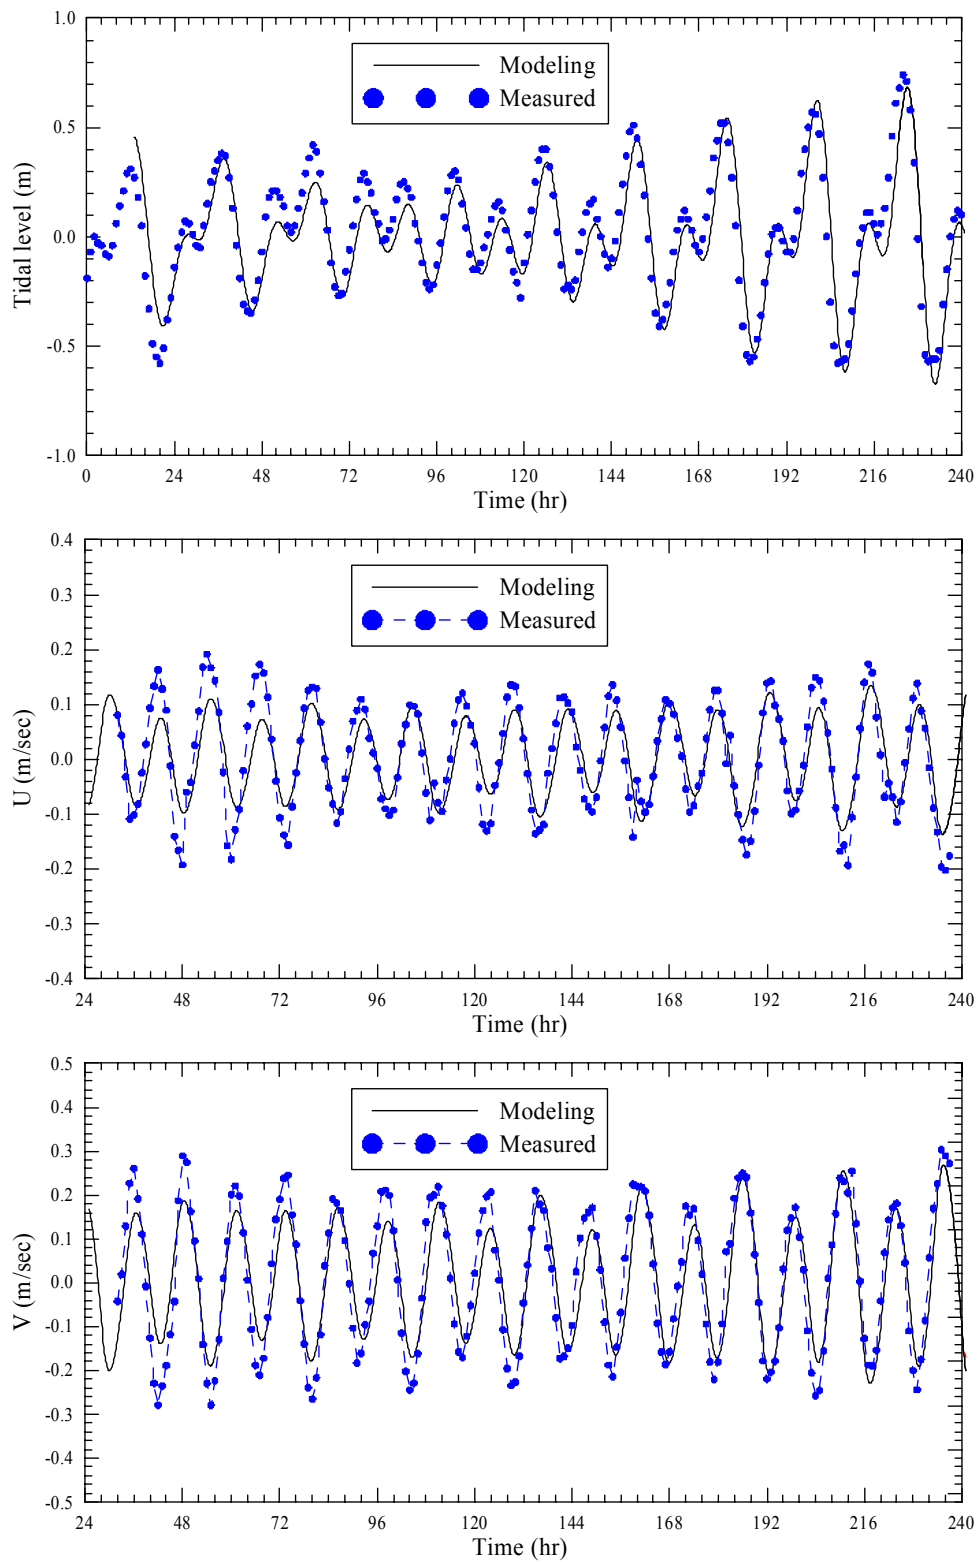 1.0
0.5
0.0
-0.5
-1.0
Tidal level (m)
Modeling
Measured
0 24 48 72 96 120 144 168 192 216 240
Time (hr)
0.4
0.3
0.2
0.1
0.0
-0.1
-0.2
-0.3
-0.4
U (m/sec)
Modeling
Measured
24 48 72 96 120 144 168 192 216 240
Time (hr)
0.5
0.4
0.3
0.2
0.1
0.0
-0.1
-0.2
-0.3
-0.4
-0.5
V (m/sec)
Modeling
Measured
24 48 72 96 120 144 168 192 216 240
Time (hr)